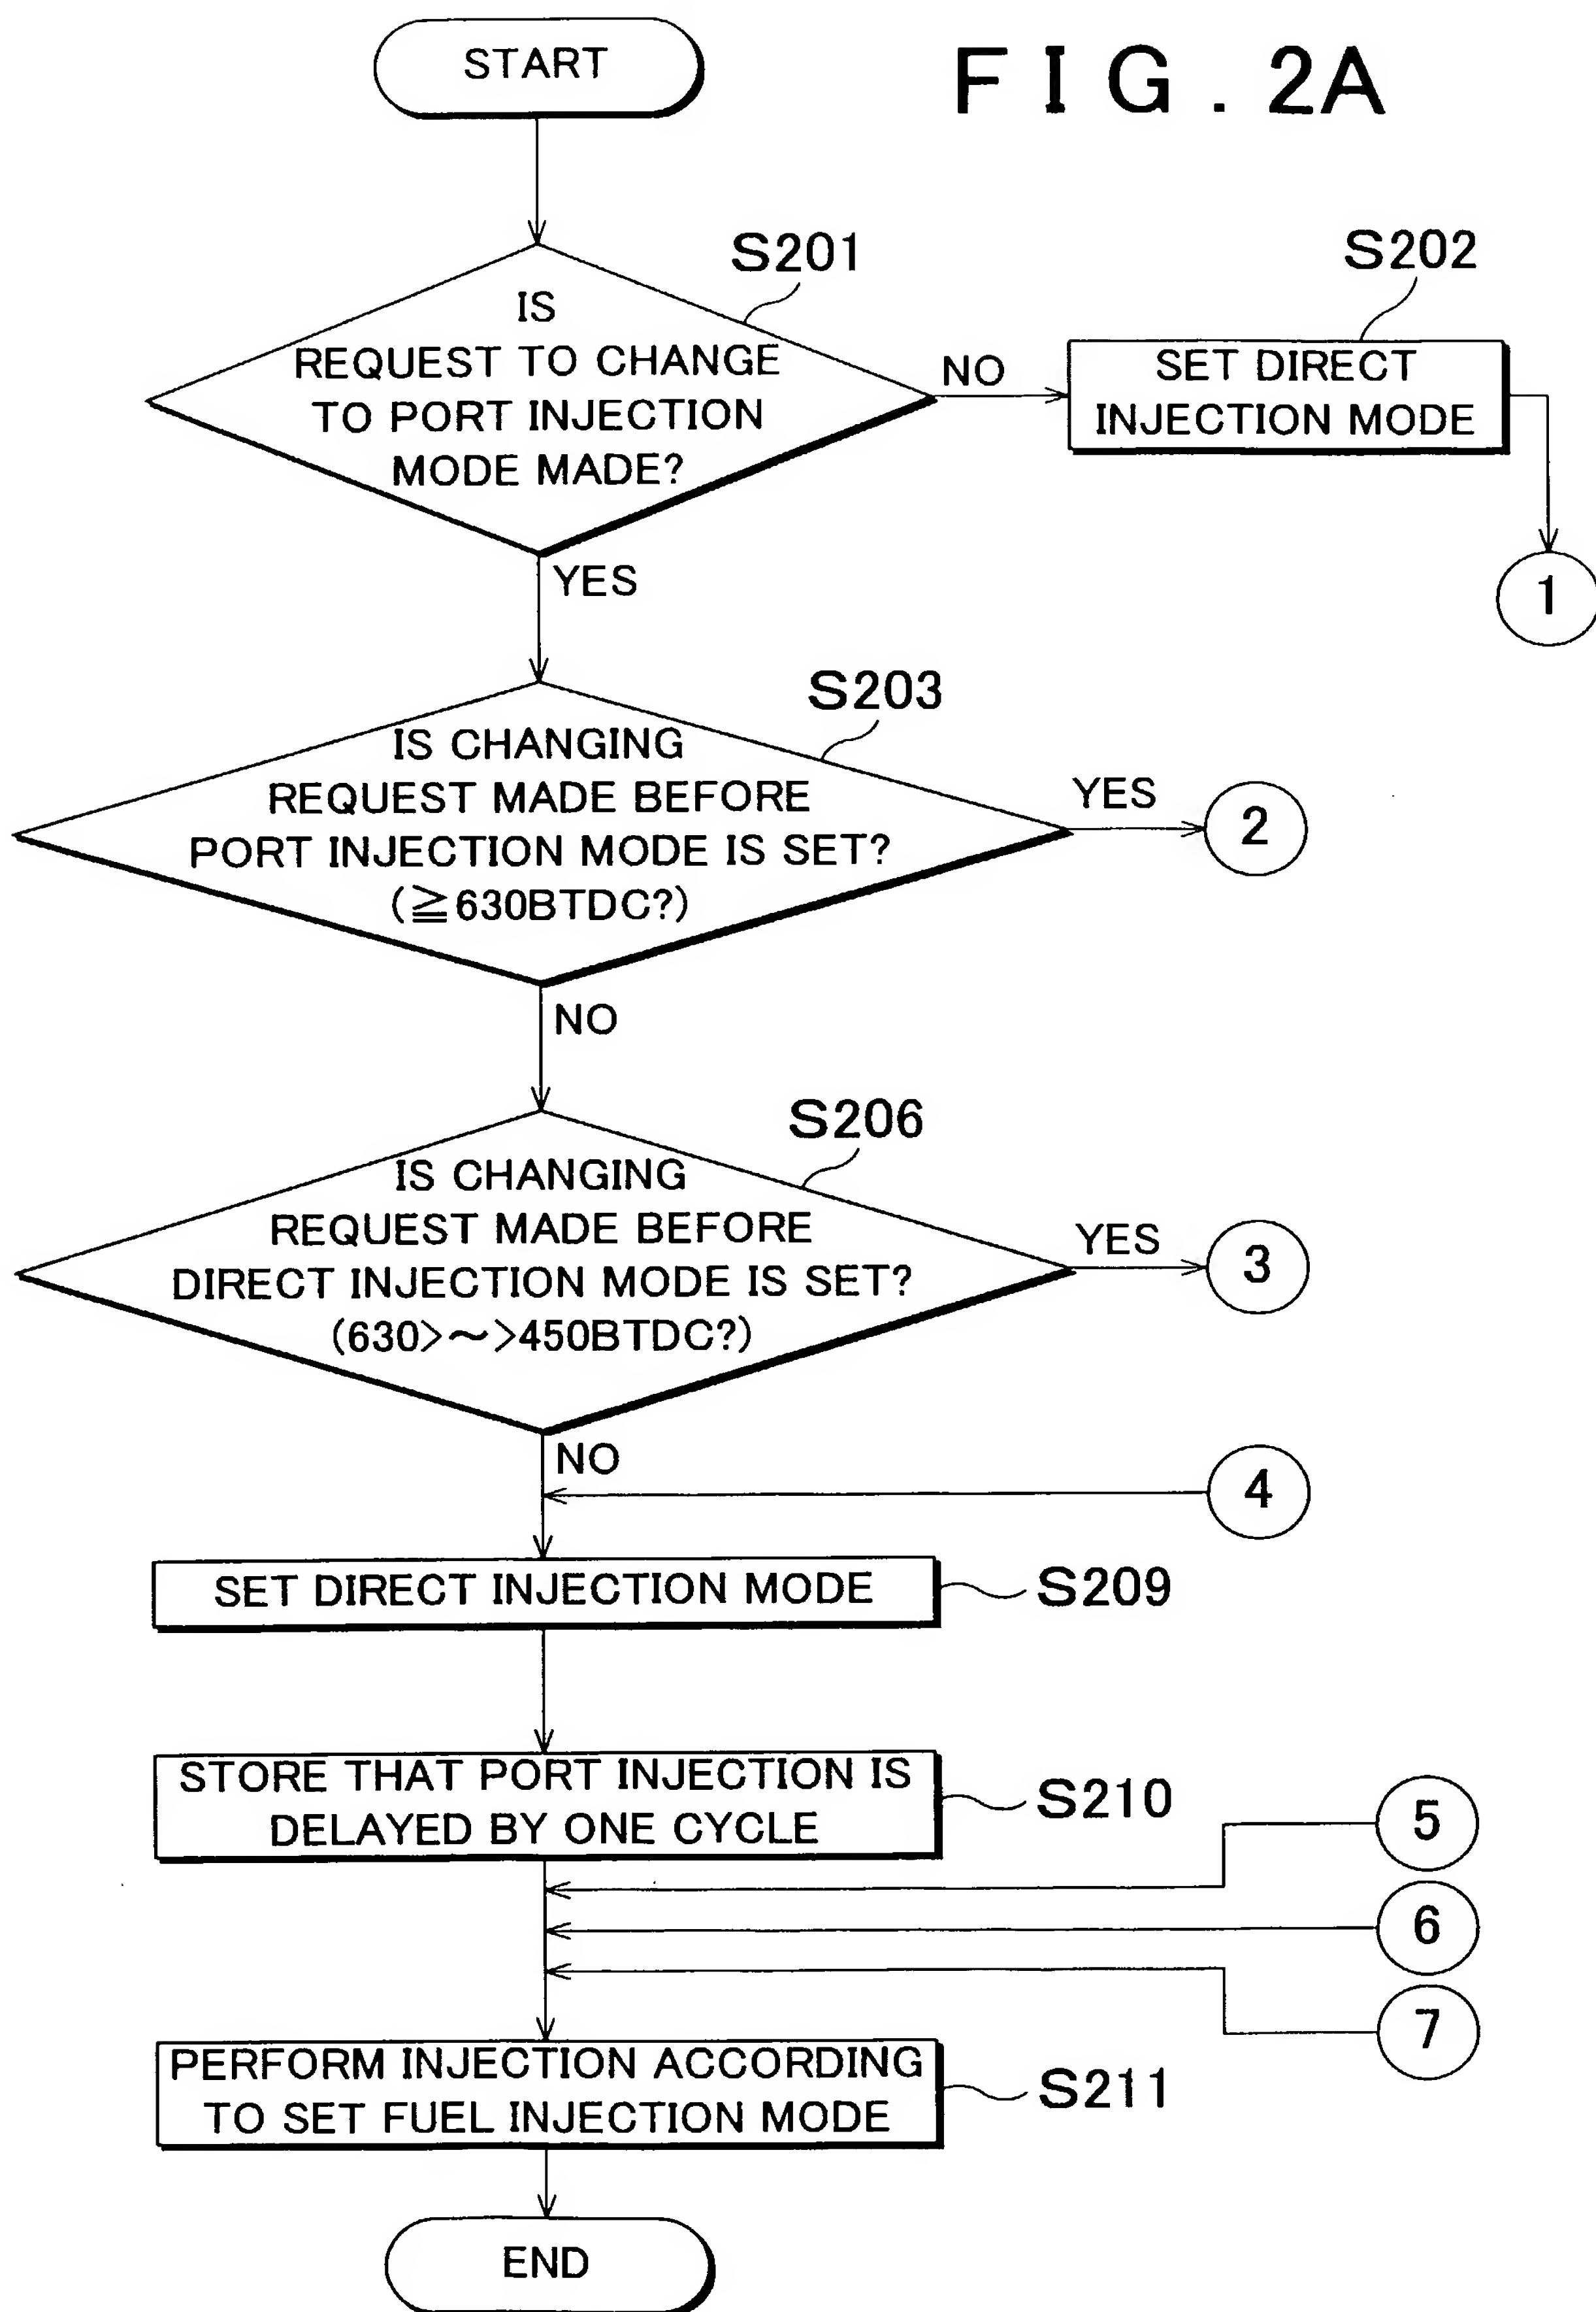 START
FIG. 2A
S201
IS
REQUEST TO CHANGE
TO PORT INJECTION
MODE MADE?
NO
S202
SET DIRECT
INJECTION MODE
1
YES
S203
IS CHANGING
REQUEST MADE BEFORE
PORT INJECTION MODE IS SET?
(≧630BTDC?)
YES
2
NO
S206
IS CHANGING
REQUEST MADE BEFORE
DIRECT INJECTION MODE IS SET?
(630>~>450BTDC?)
YES
3
NO
4
SET DIRECT INJECTION MODE
S209
STORE THAT PORT INJECTION IS
DELAYED BY ONE CYCLE
S210
5
6
7
PERFORM INJECTION ACCORDING
TO SET FUEL INJECTION MODE
S211
END